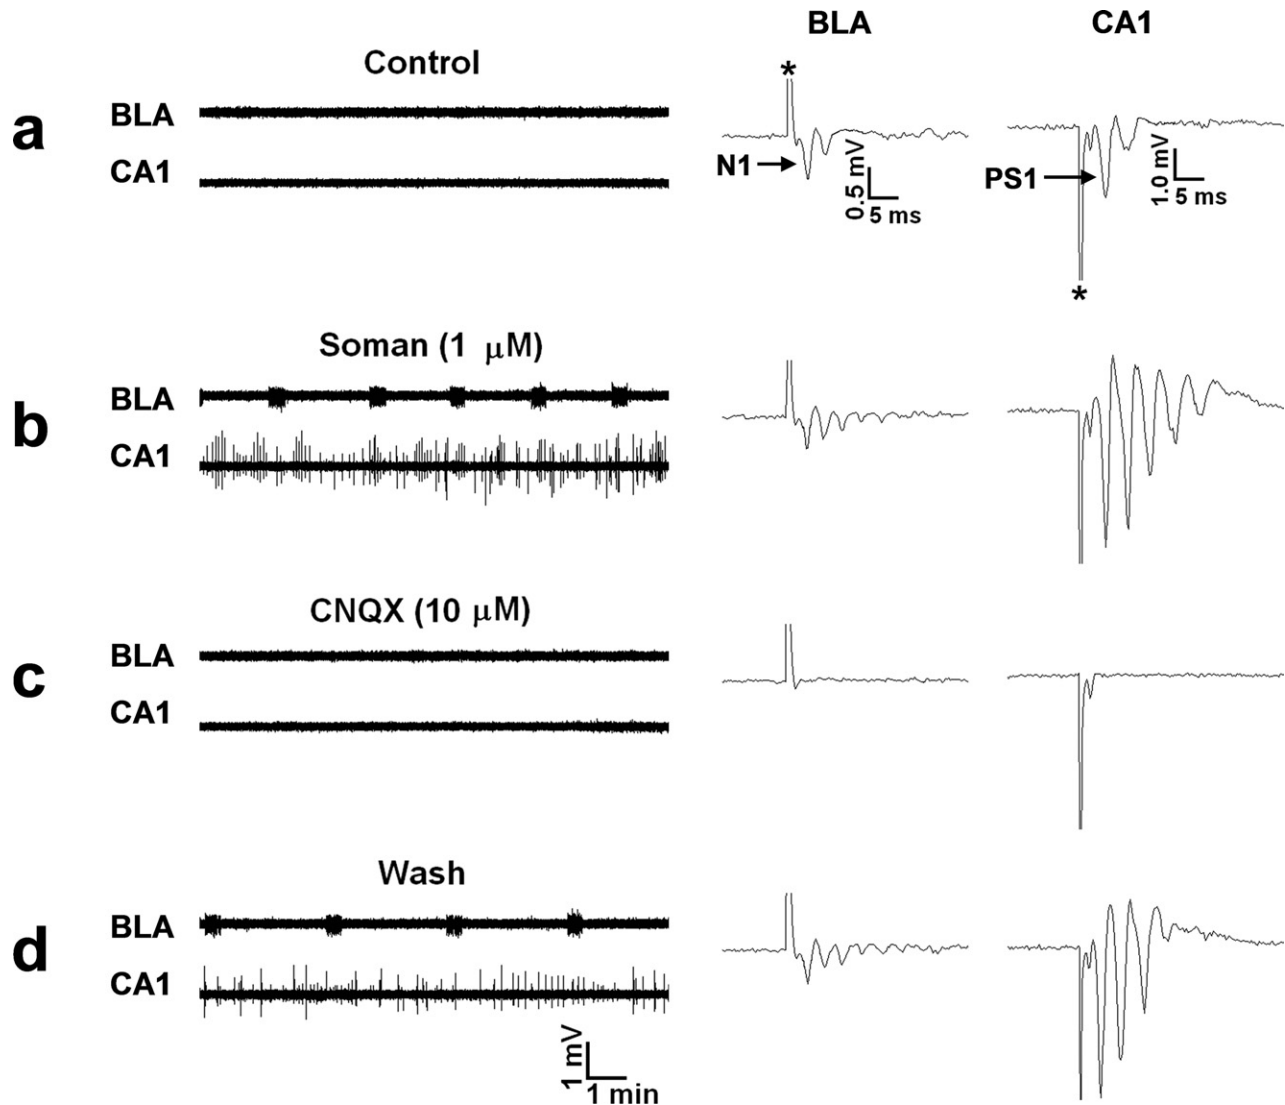 BLA CA1
Control
*
a
BLA
CA1
N1
0.5 mV
5 ms
PS1
1.0 mV
5 ms
*
Soman (1 μM)
b
BLA
CA1
CNQX (10 μM)
c
BLA
CA1
Wash
d
BLA
CA1
1 mV
1 min